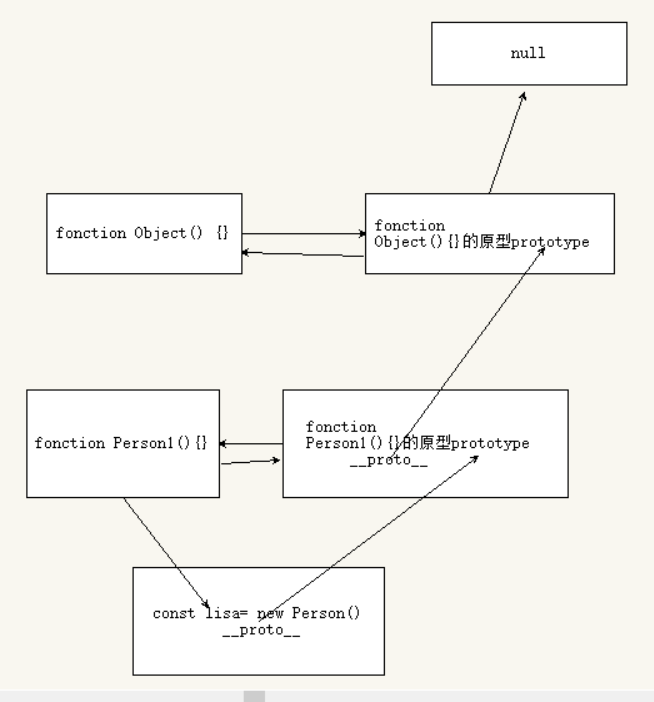 null
fonction Object() {}
fonction
Object(){}的原型prototype
fonction Person1(){}
fonction
Person1(){}的原型prototype
__proto__
const lisa= new Person()
__proto__